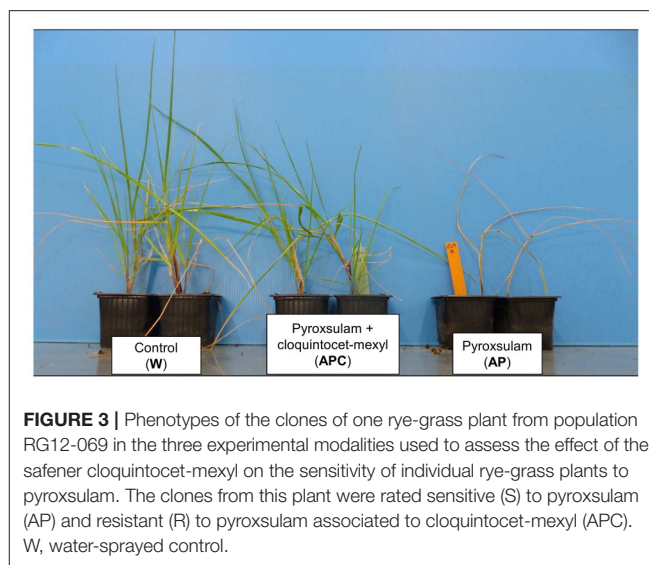 Control
(W)
Pyroxsulam +
cloquintocet-mexyl
(APC)
Pyroxsulam
(AP)
FIGURE 3 | Phenotypes of the clones of one rye-grass plant from population
RG12-069 in the three experimental modalities used to assess the effect of the
safener cloquintocet-mexyl on the sensitivity of individual rye-grass plants to
pyroxsulam. The clones from this plant were rated sensitive (S) to pyroxsulam
(AP) and resistant (R) to pyroxsulam associated to cloquintocet-mexyl (APC).
W, water-sprayed control.